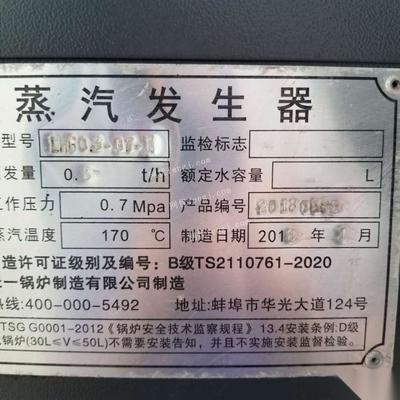 蒸汽发生器
型号 监检标志
发量 0. t/h 额定水容量 L
工作压力 0.7 Mpa 产品编号
蒸汽温度 170 ℃ 制造日期 201
造许可证级别及编号:B级TS2110761-2020
一锅炉制造有限公司制造
热线:400-000-5492 地址:蚌埠市华光大道124号
TSG G0001-2012《锅炉安全技术监察规程》13.4安装条例:D级
锅炉(30L≤V≤50L)不需要安装告知,并且不实施安装监督检验。